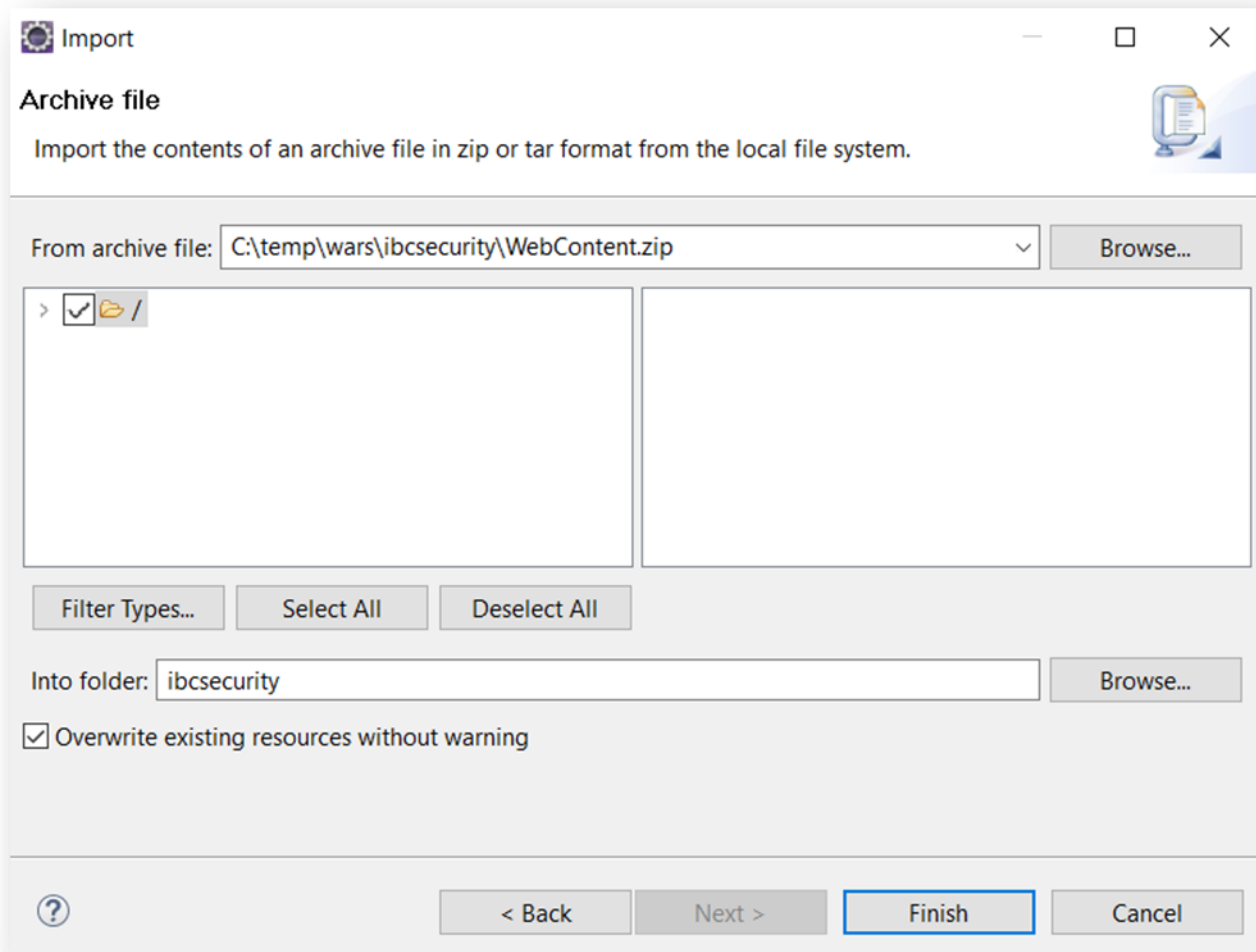 Import
Archive file
Import the contents of an archive file in zip or tar format from the local file system.
From archive file: C:\temp\wars\ibcsecurity\WebContent.zip Browse...
/
Filter Types... Select All Deselect All
Into folder: ibcsecurity Browse...
Overwrite existing resources without warning
? < Back Next > Finish Cancel